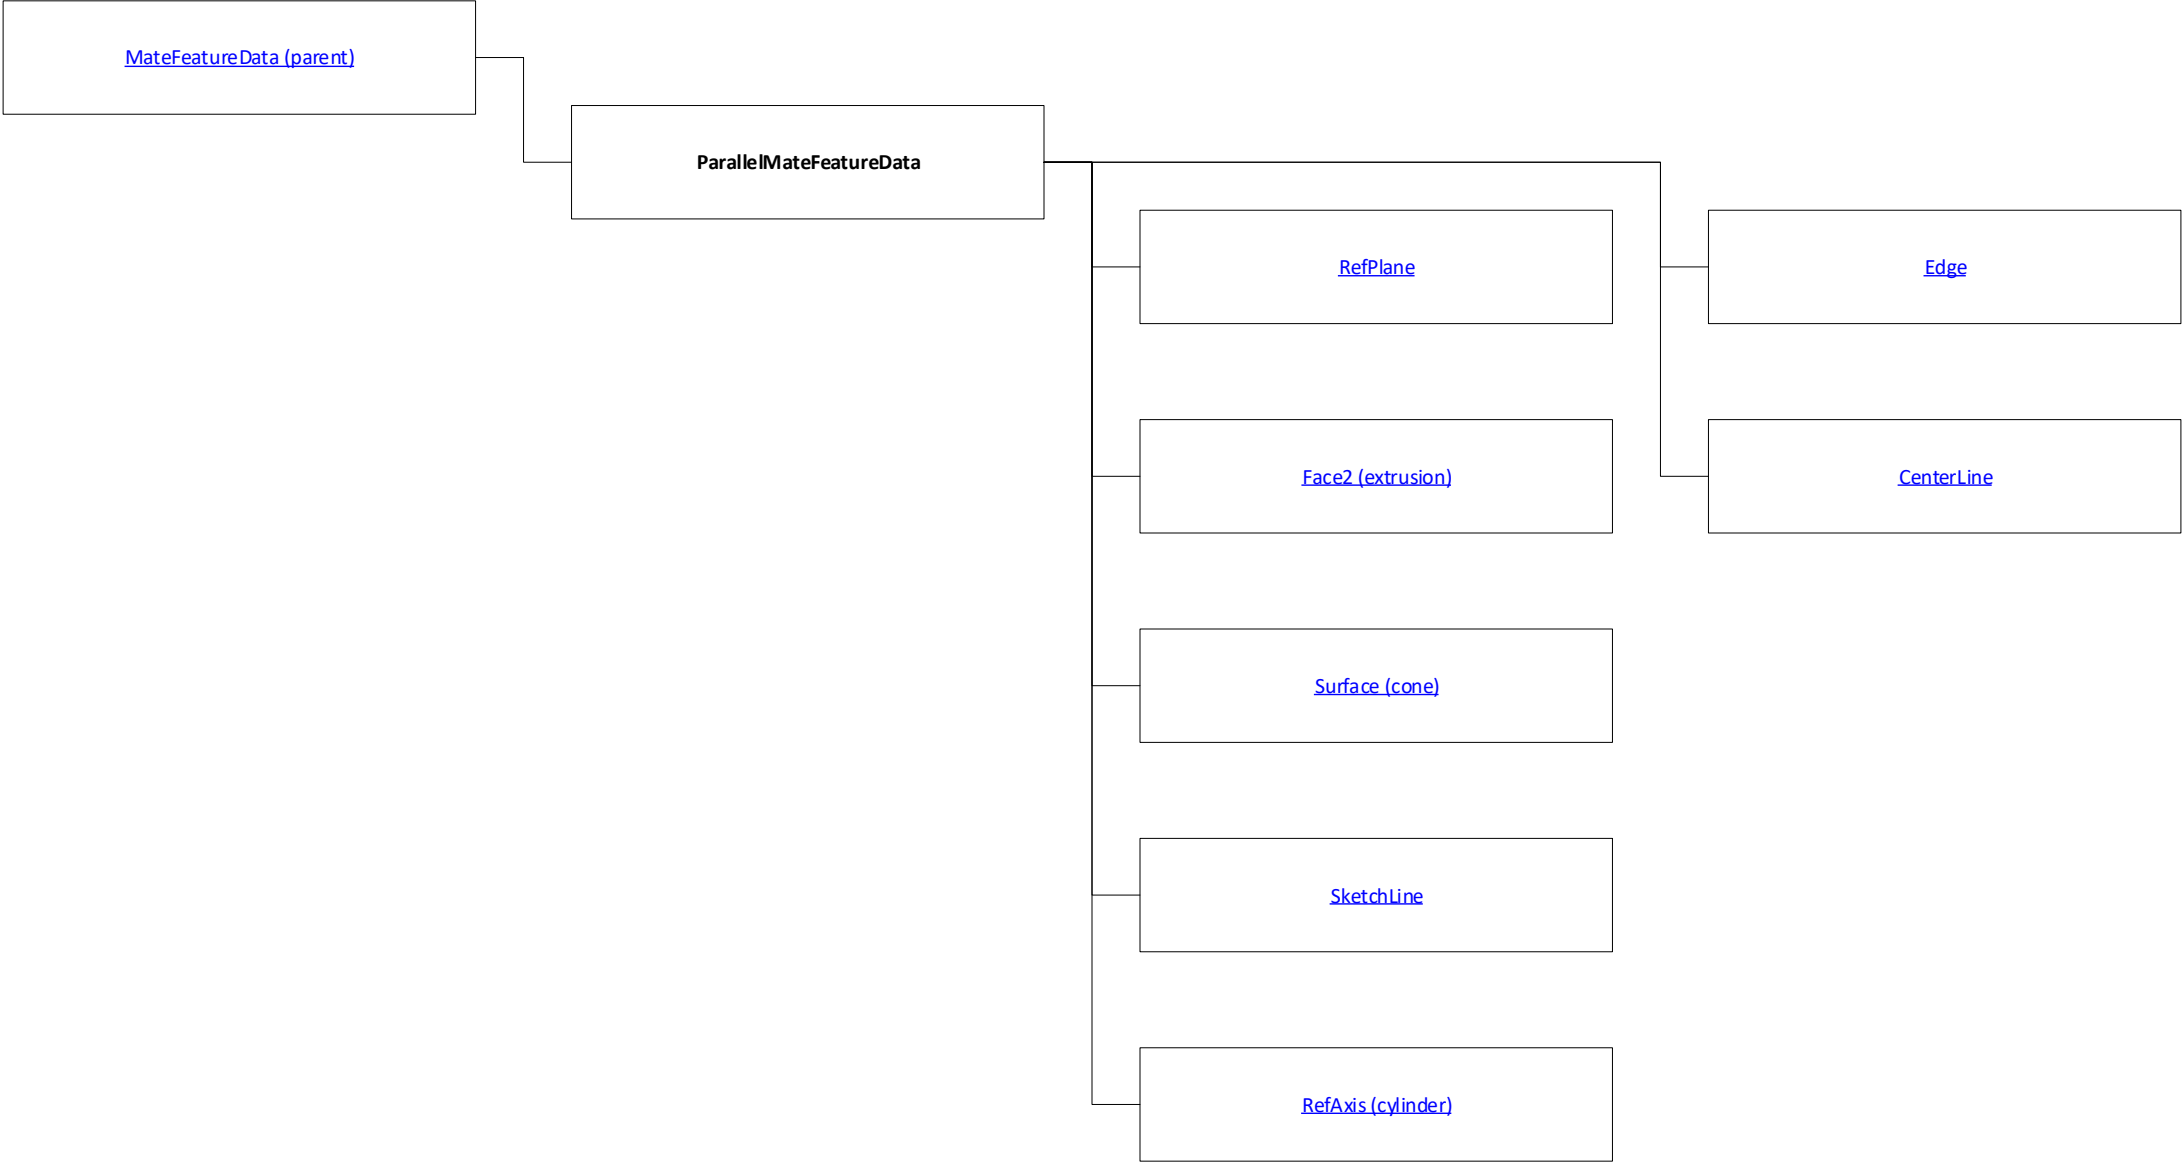 MateFeatureData (parent)
ParallelMateFeatureData
RefPlane
Edge
Face2 (extrusion)
CenterLine
Surface (cone)
SketchLine
RefAxis (cylinder)